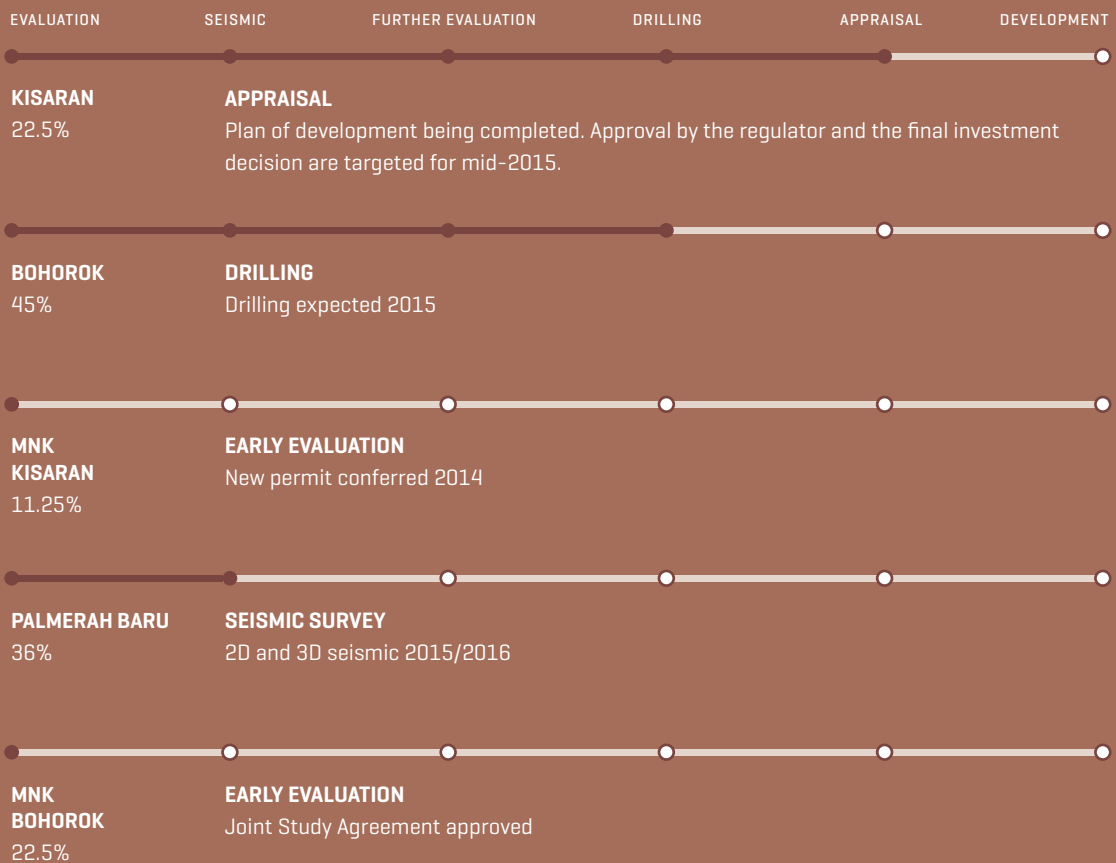 EVALUATION SEISMIC FURTHER EVALUATION DRILLING APPRAISAL DEVELOPMENT
KISARAN
22.5%
APPRAISAL
Plan of development being completed. Approval by the regulator and the final investment
decision are targeted for mid-2015.
BOHOROK
45%
DRILLING
Drilling expected 2015
MNK
KISARAN
11.25%
EARLY EVALUATION
New permit conferred 2014
PALMERAH BARU
36%
SEISMIC SURVEY
2D and 3D seismic 2015/2016
MNK
BOHOROK
22.5%
EARLY EVALUATION
Joint Study Agreement approved